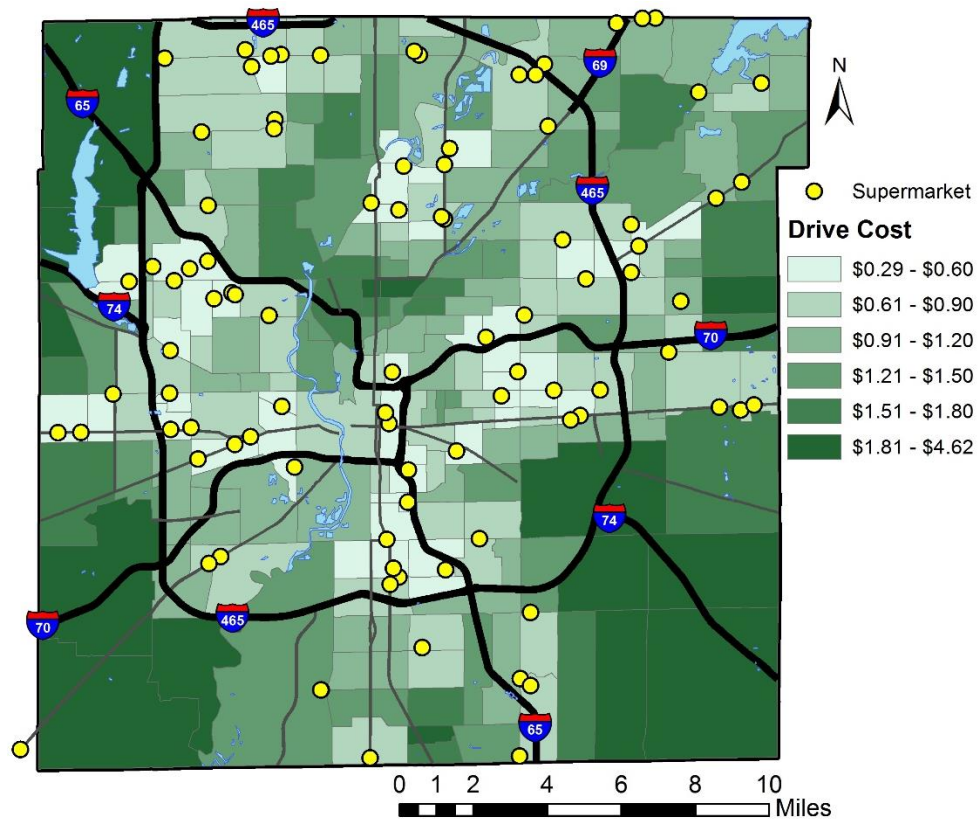 465
69
65
N
465
Supermarket
Drive Cost
$0.29 - $0.60
$0.61 - $0.90
$0.91 - $1.20
$1.21 - $1.50
$1.51 - $1.80
$1.81 - $4.62
74
70
74
465
70
65
0 1 2 4 6 8 10
Miles